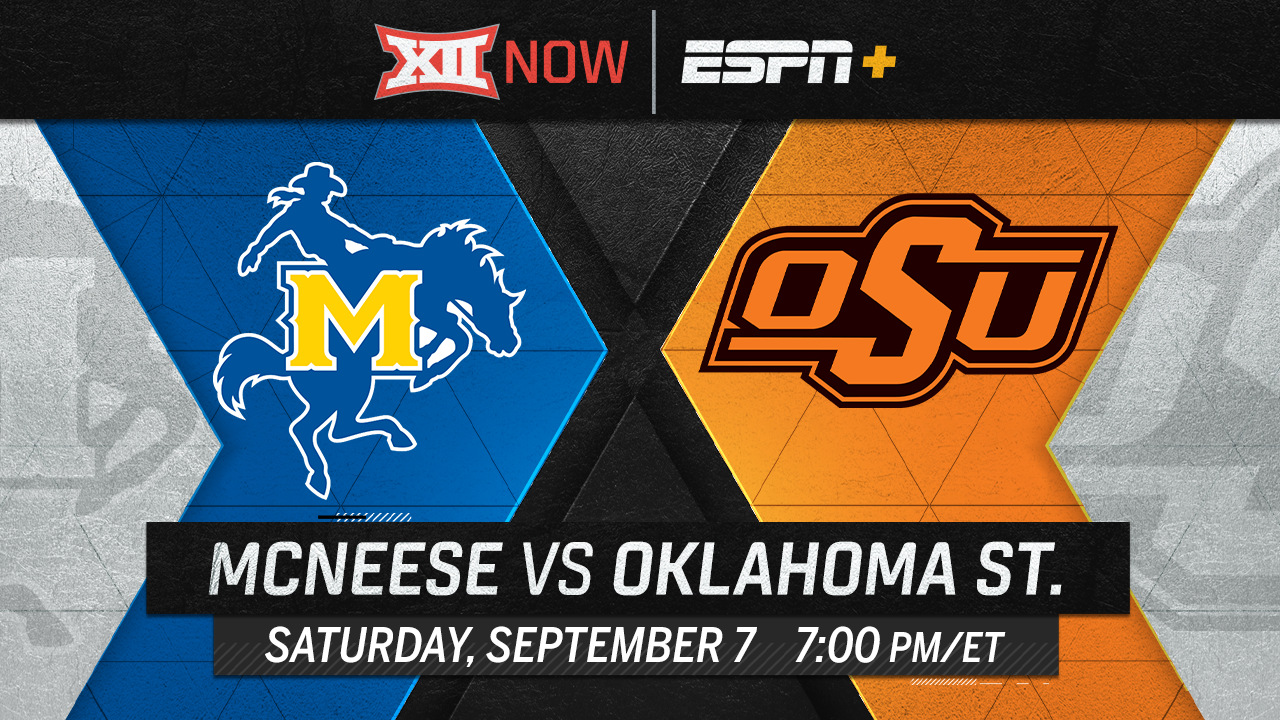 XII NOW ESPN+
M
OSU
MCNEESE VS OKLAHOMA ST.
SATURDAY, SEPTEMBER 7 7:00 PM/ET